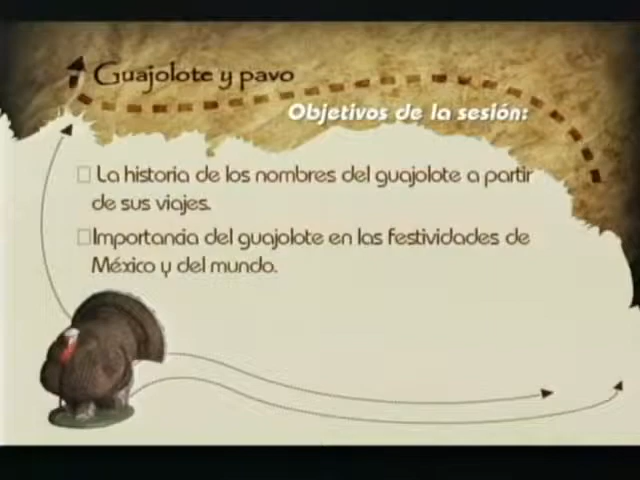 Guajolote y pavo
Objetivos de la sesión:
La historia de los nombres del guajolote a partir
de sus viajes.
Importancia del guajolote en las festividades de
México y del mundo.